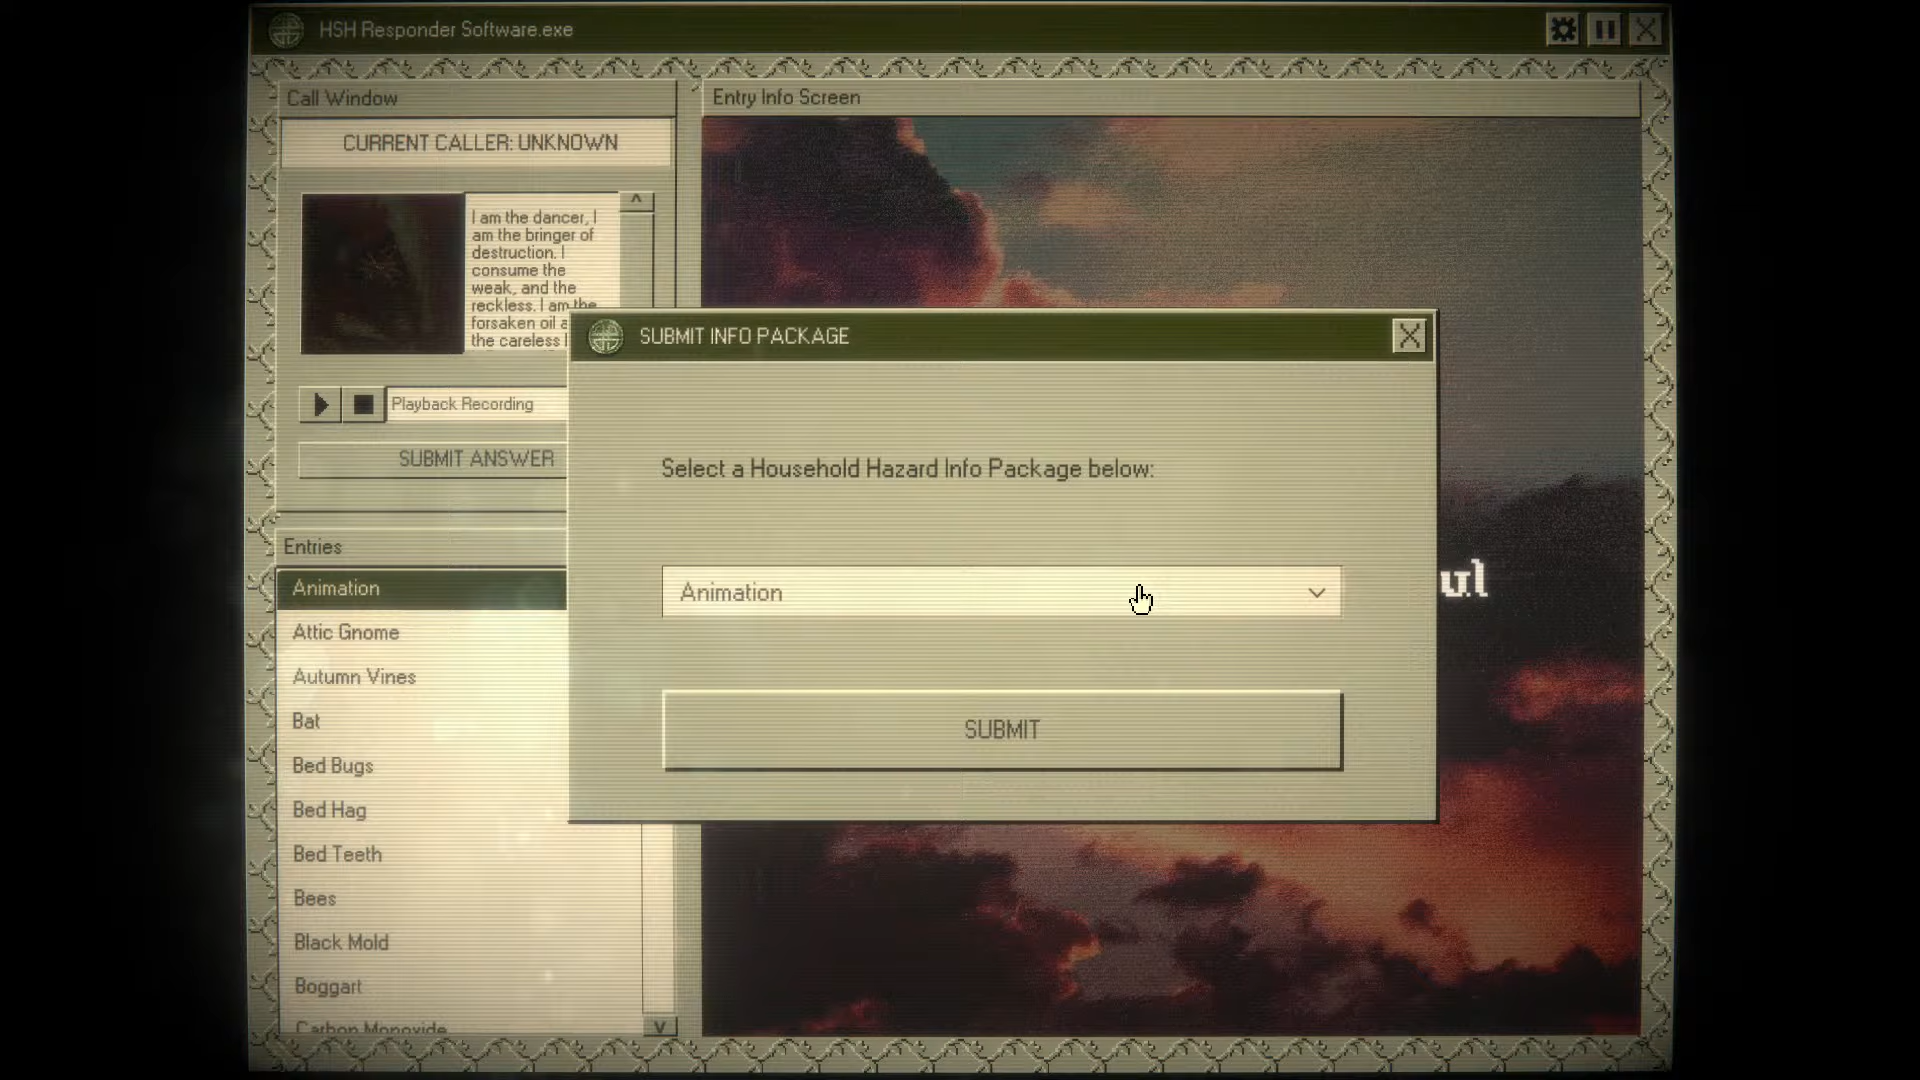 HSH Responder Software.exe
Call Window
CURRENT CALLER: UNKNOWN
I am the dancer, I
am the bringer of
destruction. I
consume the
weak, and the
reckless. I am the
forsaken oil
the careless
Playback Recording
SUBMIT ANSWER
Entries
Animation
Attic Gnome
Autumn Vines
Bat
Bed Bugs
Bed Hag
Bed Teeth
Bees
Black Mold
Boggart
Carbon Monoxide
Entry Info Screen
SUBMIT INFO PACKAGE
Select a Household Hazard Info Package below:
Animation
SUBMIT